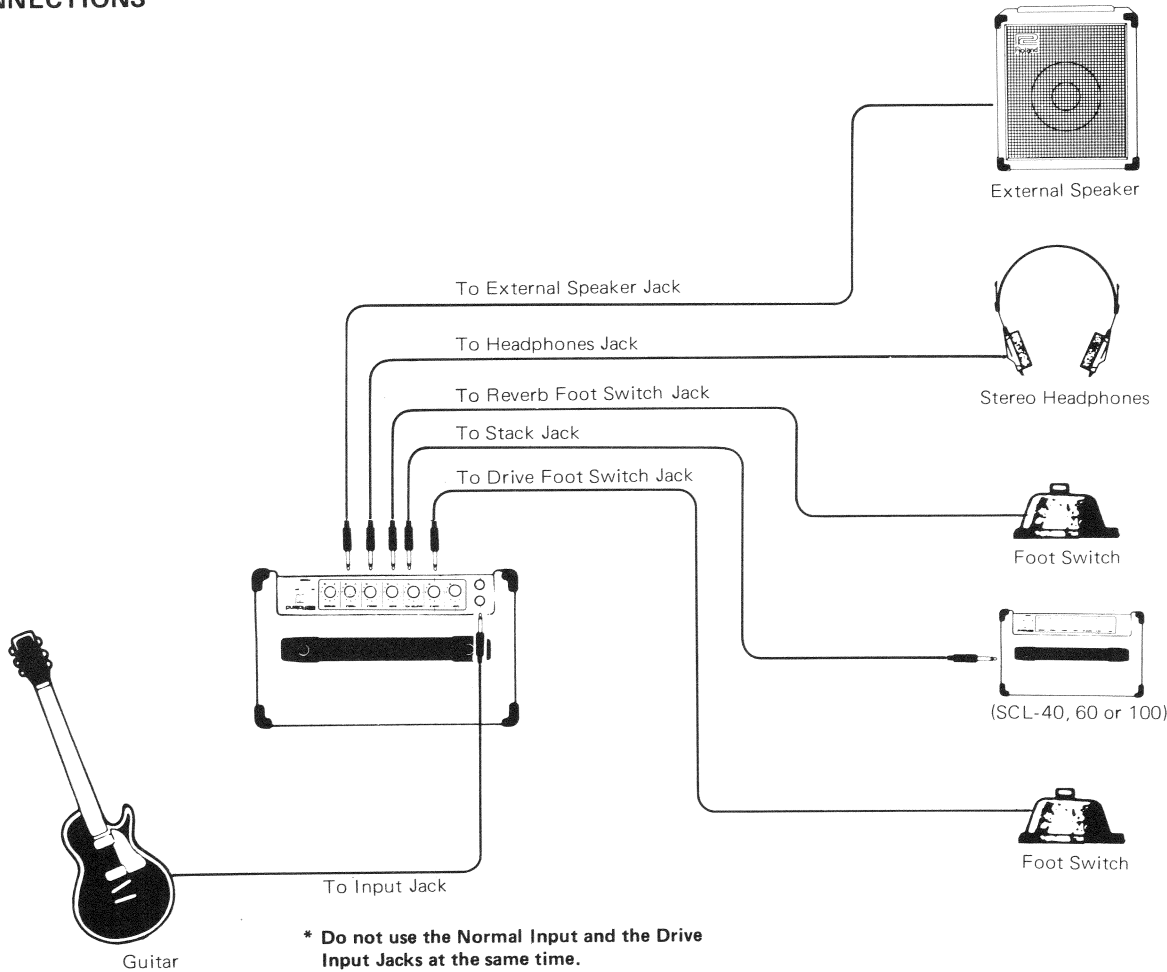 External Speaker
To External Speaker Jack
To Headphones Jack
Stereo Headphones
To Reverb Foot Switch Jack
To Stack Jack
To Drive Foot Switch Jack
Foot Switch
(SCL-40, 60 or 100)
Foot Switch
To Input Jack
Guitar
* Do not use the Normal Input and the Drive
Input Jacks at the same time.